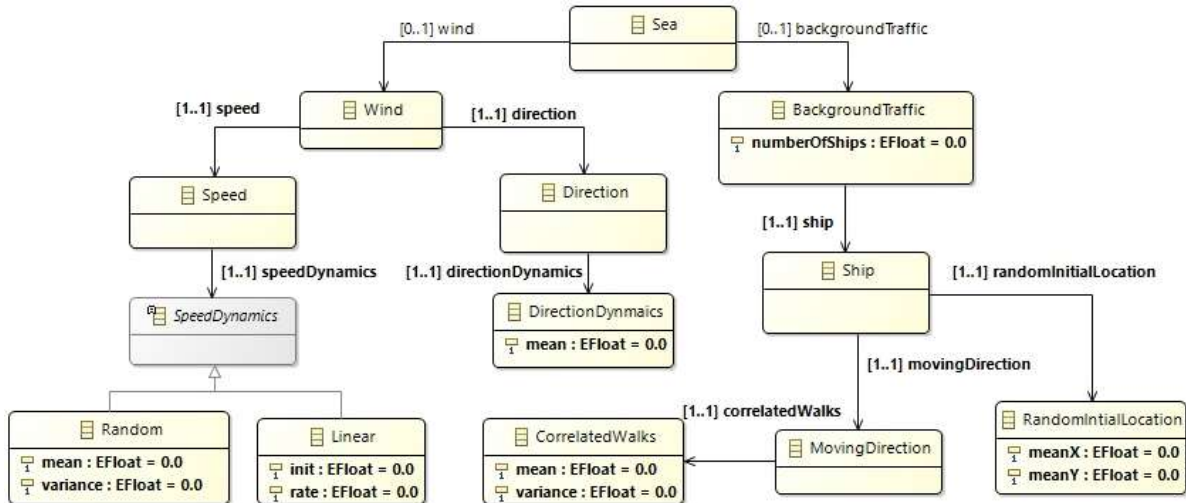 Sea
[0..1] wind
[0..1] backgroundTraffic
Wind
[1..1] speed
[1..1] direction
BackgroundTraffic
numberOfShips : EFloat = 0.0
Speed
Direction
[1..1] ship
[1..1] speedDynamics
[1..1] directionDynamics
Ship
[1..1] randomInitialLocation
SpeedDynamics
DirectionDynmaics
mean : EFloat = 0.0
[1..1] movingDirection
[1..1] correlatedWalks
Random
mean : EFloat = 0.0
variance : EFloat = 0.0
Linear
init : EFloat = 0.0
rate : EFloat = 0.0
CorrelatedWalks
mean : EFloat = 0.0
variance : EFloat = 0.0
MovingDirection
RandomIntialLocation
meanX : EFloat = 0.0
meanY : EFloat = 0.0